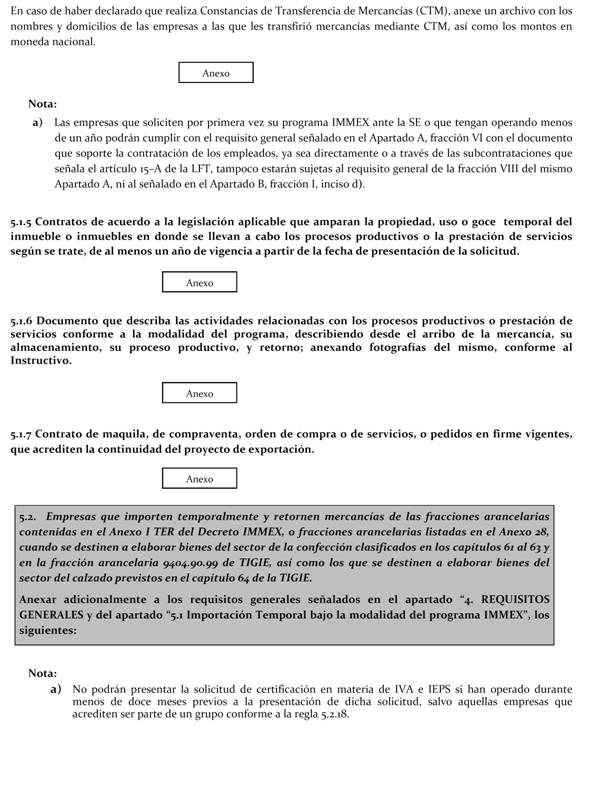 En caso de haber declarado que realiza Constancias de Transferencia de Mercancías (CTM), anexe un archivo con los
nombres y domicilios de las empresas a las que les transfirió mercancías mediante CTM, así como los montos en
moneda nacional.
Anexo
Nota:
a) Las empresas que soliciten por primera vez su programa IMMEX ante la SE o que tengan operando menos
de un año podrán cumplir con el requisito general señalado en el Apartado A, fracción VI con el documento
que soporte la contratación de los empleados, ya sea directamente o a través de las subcontrataciones que
señala el artículo 15-A de la LFT, tampoco estarán sujetas al requisito general de la fracción VIII del mismo
Apartado A, ni al señalado en el Apartado B, fracción I, inciso d).
5.1.5 Contratos de acuerdo a la legislación aplicable que amparan la propiedad, uso o goce temporal del
inmueble o inmuebles en donde se llevan a cabo los procesos productivos o la prestación de servicios
según se trate, de al menos un año de vigencia a partir de la fecha de presentación de la solicitud.
Anexo
5.1.6 Documento que describa las actividades relacionadas con los procesos productivos o prestación de
servicios conforme a la modalidad del programa, describiendo desde el arribo de la mercancía, su
almacenamiento, su proceso productivo, y retorno; anexando fotografías del mismo, conforme al
Instructivo.
Anexo
5.1.7 Contrato de maquila, de compraventa, orden de compra o de servicios, o pedidos en firme vigentes,
que acrediten la continuidad del proyecto de exportación.
Anexo
5.2. Empresas que importen temporalmente y retornen mercancías de las fracciones arancelarias
contenidas en el Anexo I TER del Decreto IMMEX, o fracciones arancelarias listadas en el Anexo 28,
cuando se destinen a elaborar bienes del sector de la confección clasificados en los capítulos 61 al 63 y
en la fracción arancelaria 9404.90.99 de TIGIE, así como los que se destinen a elaborar bienes del
sector del calzado previstos en el capítulo 64 de la TIGIE.
Anexar adicionalmente a los requisitos generales señalados en el apartado “4. REQUISITOS
GENERALES y del apartado “5.1 Importación Temporal bajo la modalidad del programa IMMEX”, los
siguientes:
Nota:
a) No podrán presentar la solicitud de certificación en materia de IVA e IEPS si han operado durante
menos de doce meses previos a la presentación de dicha solicitud, salvo aquellas empresas que
acrediten ser parte de un grupo conforme a la regla 5.2.18.